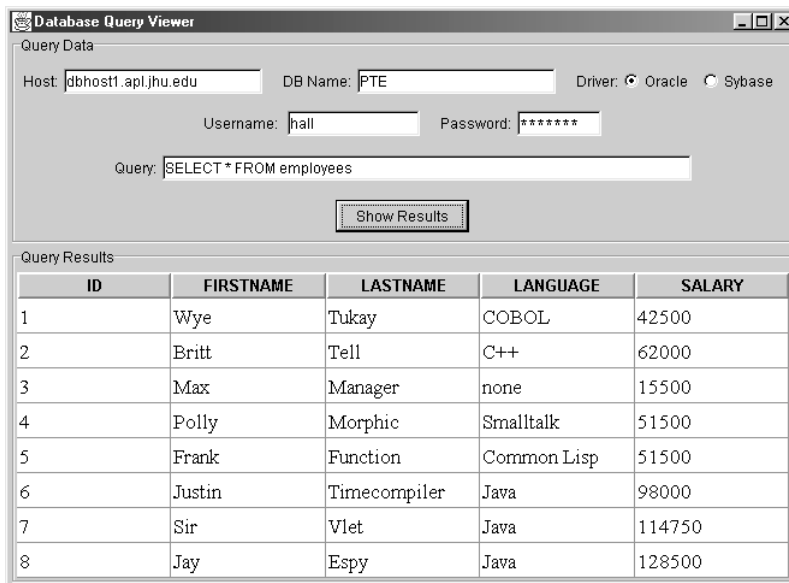 Database Query Viewer
Query Data
Host: dbhost1.apl.jhu.edu DB Name: PTE Driver: Oracle Sybase
Username: hall Password: *******
Query: SELECT * FROM employees
Show Results
Query Results
ID FIRSTNAME LASTNAME LANGUAGE SALARY
1 Wye Tukay COBOL 42500
2 Britt Tell C++ 62000
3 Max Manager none 15500
4 Polly Morphic Smalltalk 51500
5 Frank Function Common Lisp 51500
6 Justin Timecompiler Java 98000
7 Sir Vlet Java 114750
8 Jay Espy Java 128500